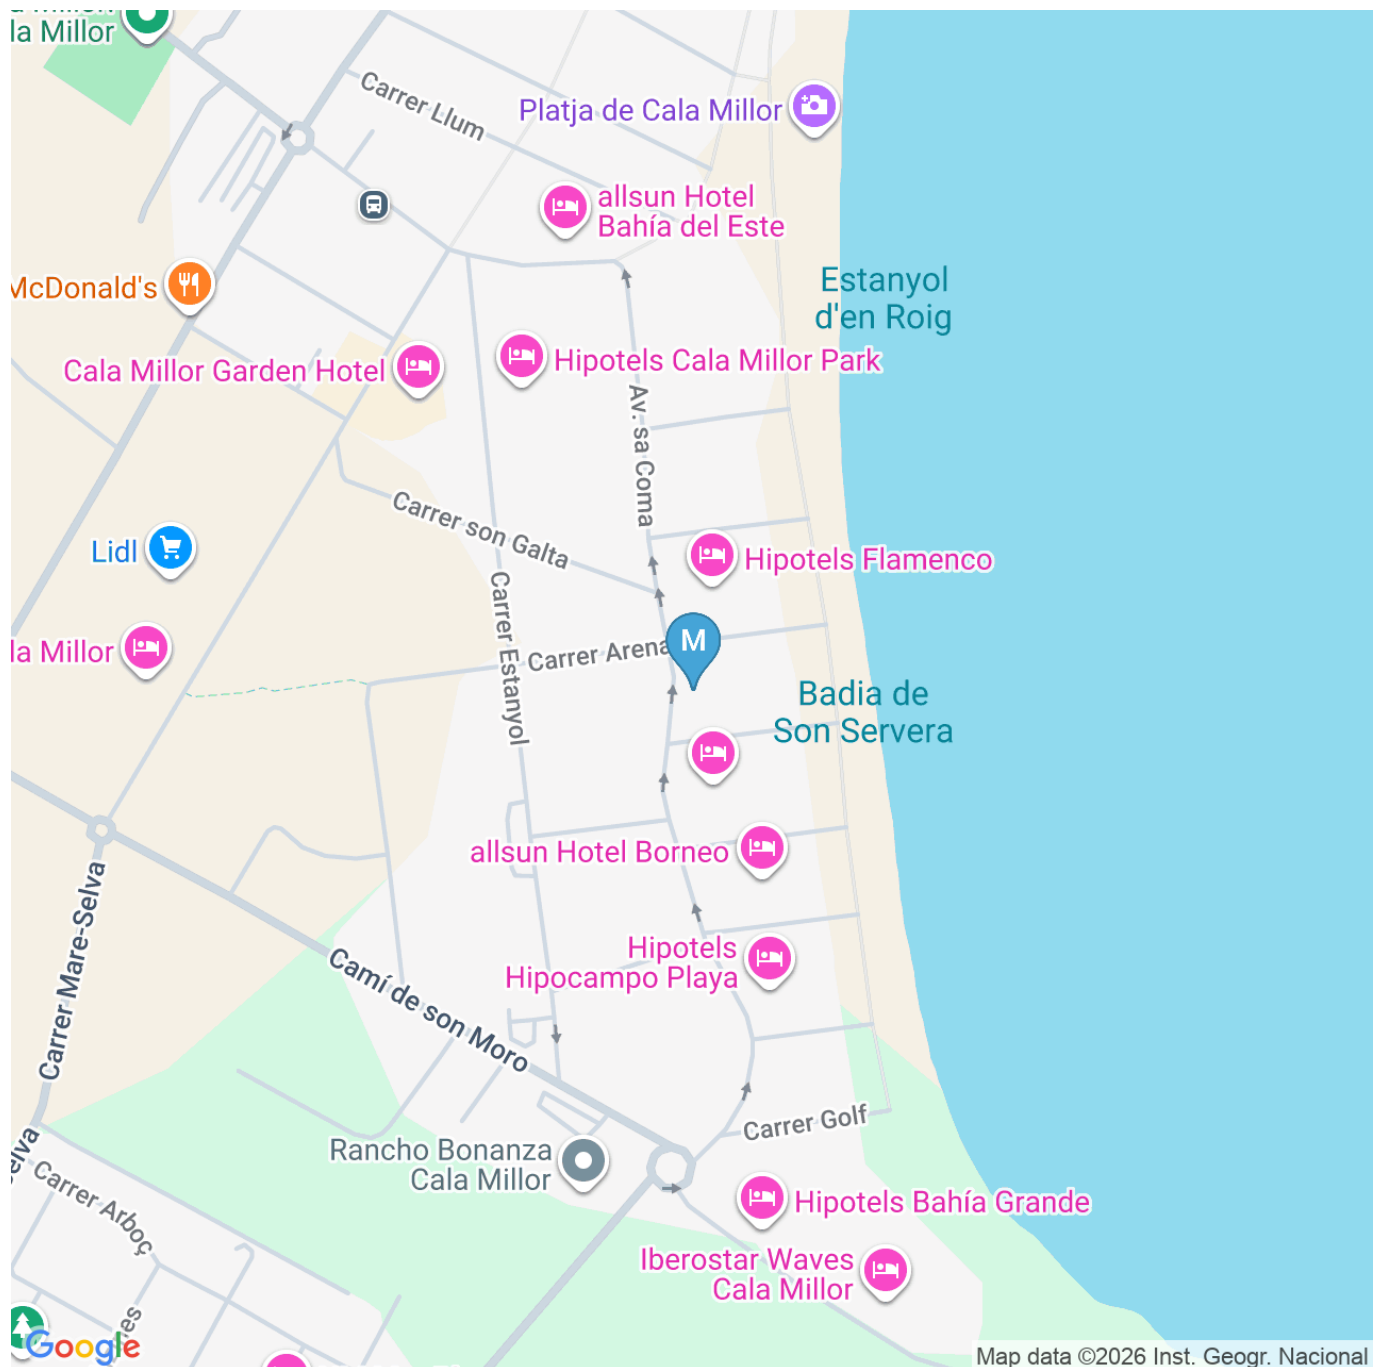 la Millor
Carrer Llum
Platja de Cala Millor
allsun Hotel
Bahía del Este
McDonald's
Estanyol
d'en Roig
Cala Millor Garden Hotel
Hipotels Cala Millor Park
Av. sa Coma
Carrer son Galta
Lidl
Hipotels Flamenco
Carrer Estanyol
la Millor
Carrer Arena
M
Badia de
Son Servera
allsun Hotel Borneo
Carrer Mare-Selva
Hipotels
Hipocampo Playa
Camí de son Moro
Carrer Golf
Rancho Bonanza
Cala Millor
Carrer Arboç
Hipotels Bahía Grande
Iberostar Waves
Cala Millor
Google
Map data ©2026 Inst. Geogr. Nacional